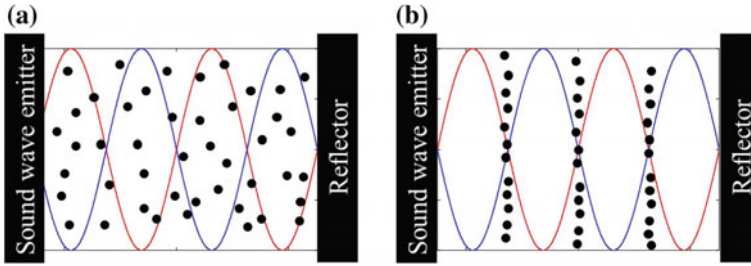 (a)
Sound wave emitter
Reflector
(b)
Sound wave emitter
Reflector